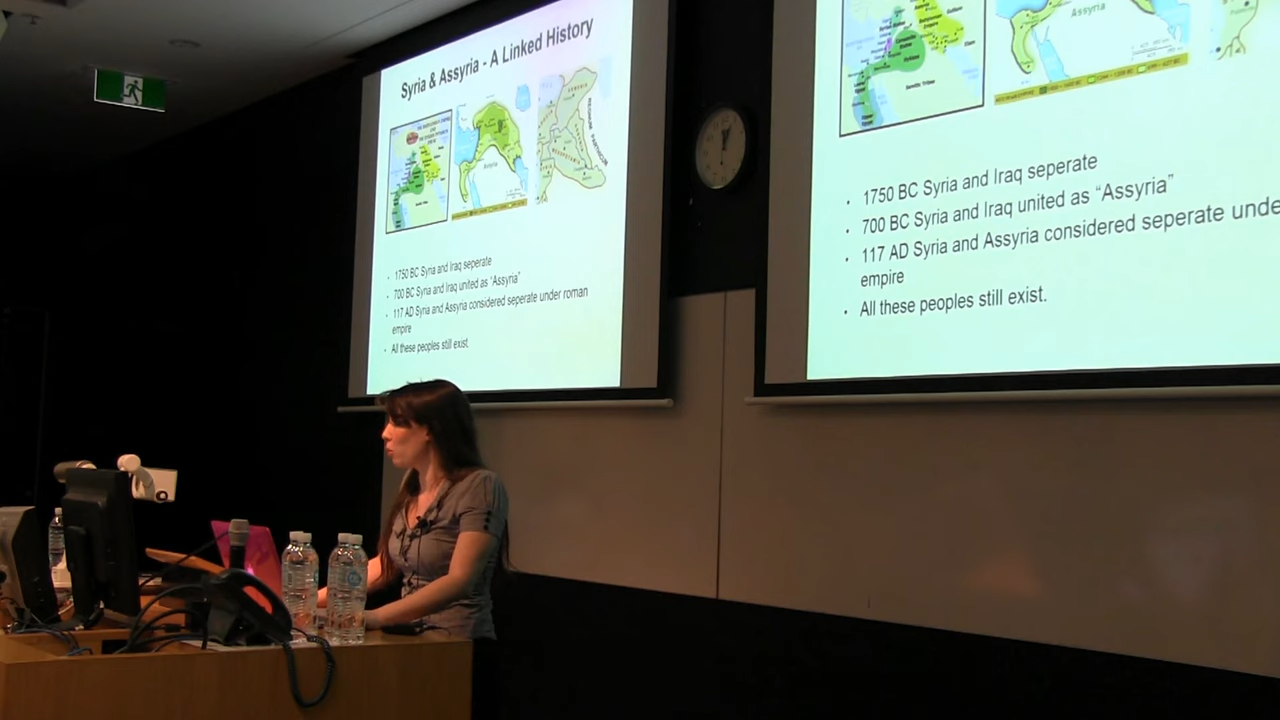 Syria & Assyria - A Linked History
Assyria
1750 BC Syria and Iraq seperate
700 BC Syria and Iraq united as "Assyria"
117 AD Syria and Assyria considered seperate under roman
empire
All these peoples still exist.
Assyria
1750 BC Syria and Iraq seperate
700 BC Syria and Iraq united as "Assyria"
117 AD Syria and Assyria considered seperate unde
empire
All these peoples still exist.